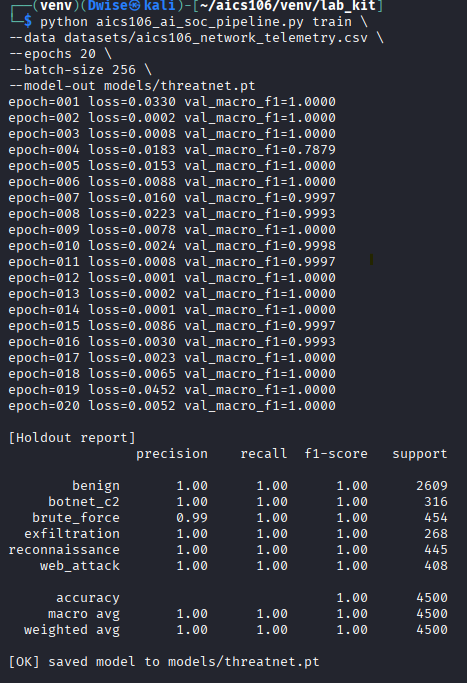 ┌──(venv)(Dwise㉿kali)-[~/aics106/venv/lab_kit]
└─$ python aics106_ai_soc_pipeline.py train \
--data datasets/aics106_network_telemetry.csv \
--epochs 20 \
--batch-size 256 \
--model-out models/threatnet.pt
epoch=001 loss=0.0330 val_macro_f1=1.0000
epoch=002 loss=0.0002 val_macro_f1=1.0000
epoch=003 loss=0.0008 val_macro_f1=1.0000
epoch=004 loss=0.0183 val_macro_f1=0.7879
epoch=005 loss=0.0153 val_macro_f1=1.0000
epoch=006 loss=0.0088 val_macro_f1=1.0000
epoch=007 loss=0.0160 val_macro_f1=0.9997
epoch=008 loss=0.0223 val_macro_f1=0.9993
epoch=009 loss=0.0078 val_macro_f1=1.0000
epoch=010 loss=0.0024 val_macro_f1=0.9998
epoch=011 loss=0.0008 val_macro_f1=0.9997
epoch=012 loss=0.0001 val_macro_f1=1.0000
epoch=013 loss=0.0002 val_macro_f1=1.0000
epoch=014 loss=0.0001 val_macro_f1=1.0000
epoch=015 loss=0.0086 val_macro_f1=0.9997
epoch=016 loss=0.0030 val_macro_f1=0.9993
epoch=017 loss=0.0023 val_macro_f1=1.0000
epoch=018 loss=0.0065 val_macro_f1=1.0000
epoch=019 loss=0.0452 val_macro_f1=1.0000
epoch=020 loss=0.0052 val_macro_f1=1.0000
[Holdout report]
precision recall f1-score support
benign 1.00 1.00 1.00 2609
botnet_c2 1.00 1.00 1.00 316
brute_force 0.99 1.00 1.00 454
exfiltration 1.00 1.00 1.00 268
reconnaissance 1.00 1.00 1.00 445
web_attack 1.00 1.00 1.00 408
accuracy 1.00 4500
macro avg 1.00 1.00 1.00 4500
weighted avg 1.00 1.00 1.00 4500
[OK] saved model to models/threatnet.pt